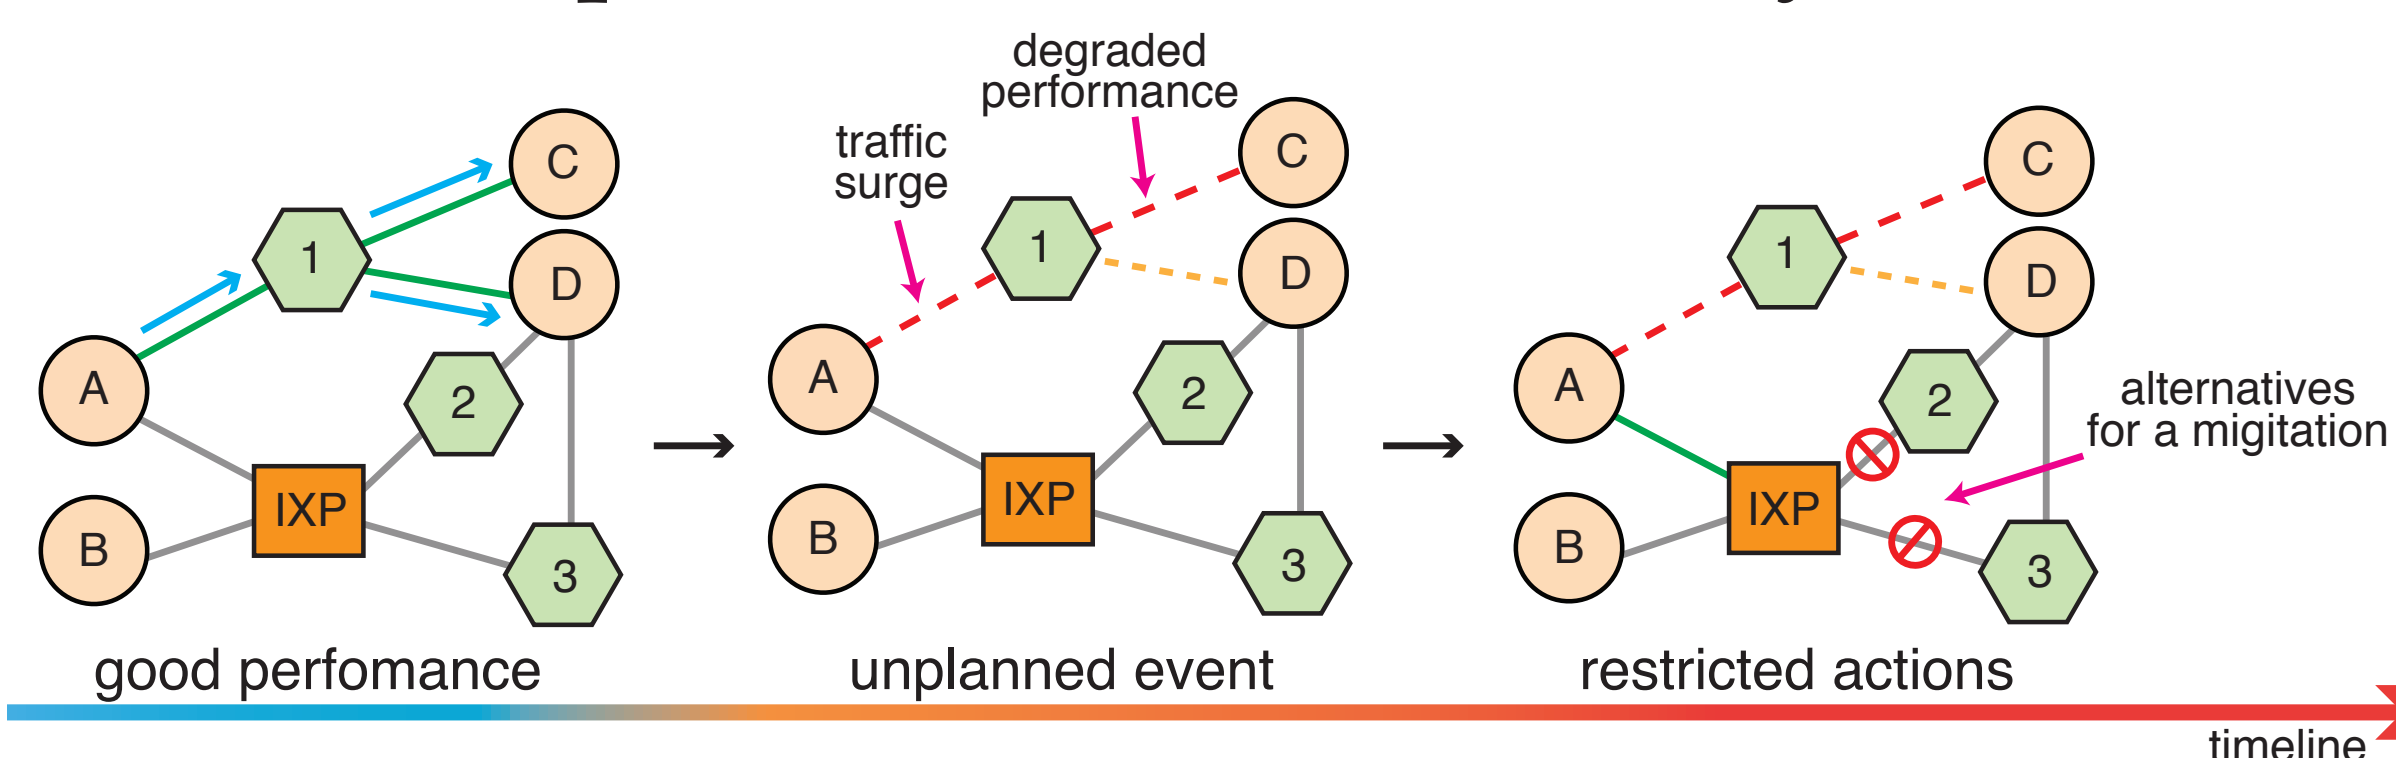 degraded
performance
traffic
surge
C
1
D
A
2
IXP
B
3
good perfomance
C
1
D
A
2
IXP
B
3
unplanned event
C
1
D
A
2
alternatives
for a migitation
IXP
B
3
restricted actions
timeline